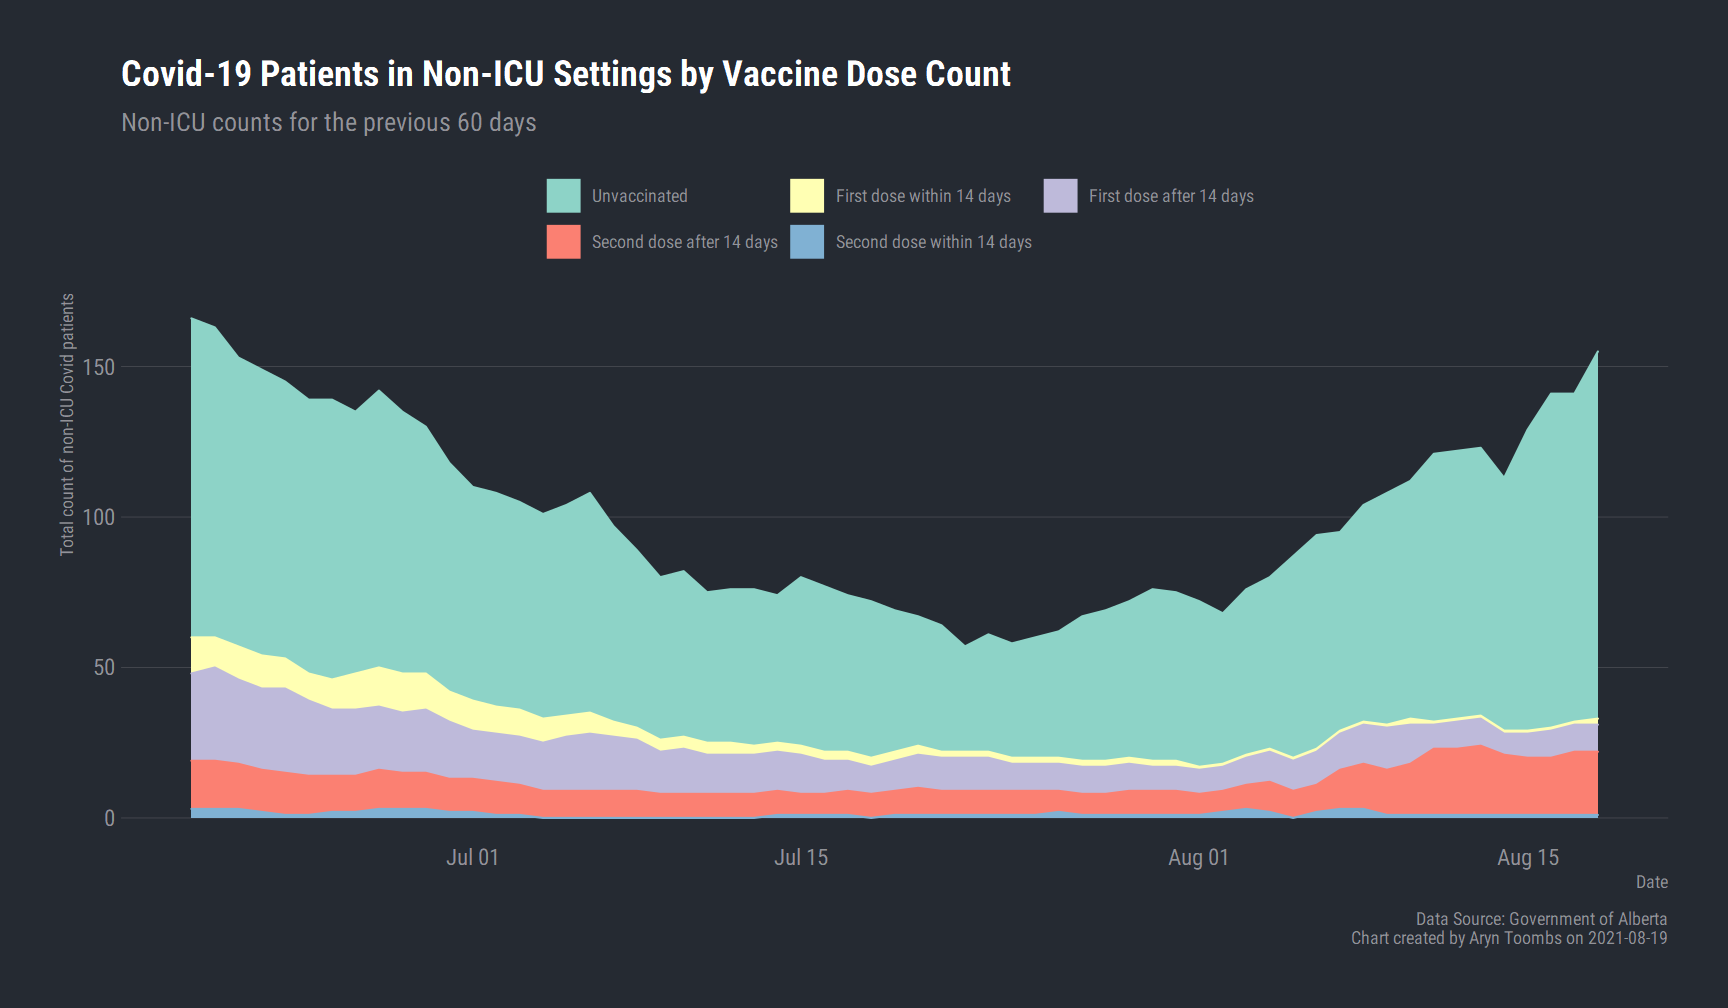 Covid-19 Patients in Non-ICU Settings by Vaccine Dose Count
Non-ICU counts for the previous 60 days
Unvaccinated
First dose within 14 days
First dose after 14 days
Second dose after 14 days
Second dose within 14 days
Total count of non-ICU Covid patients
150
100
50
0
Jul 01
Jul 15
Aug 01
Aug 15
Date
Data Source: Government of Alberta
Chart created by Aryn Toombs on 2021-08-19